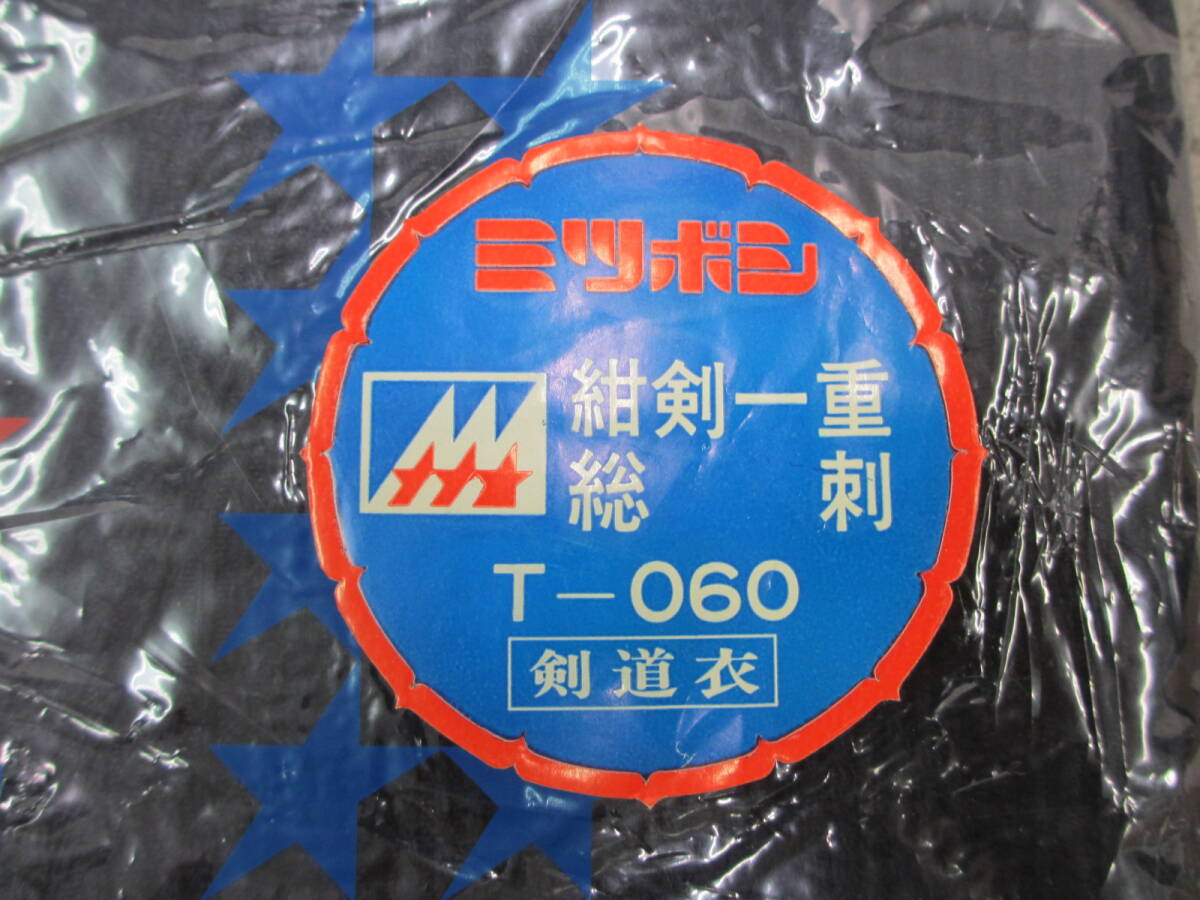 ミツボシ
紺剣一重
総 刺
T-060
剣道衣